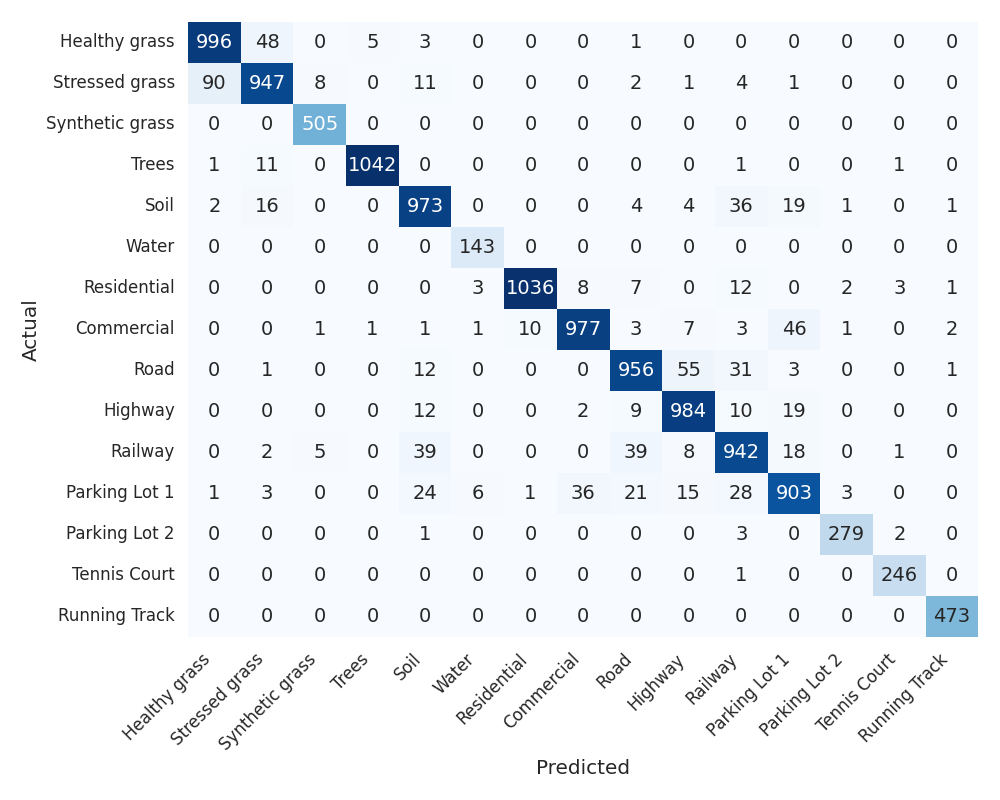 Healthy grass 996 48 0 5 3 0 0 0 1 0 0 0 0 0 0
Stressed grass 90 947 8 0 11 0 0 0 2 1 4 1 0 0 0
Synthetic grass 0 0 505 0 0 0 0 0 0 0 0 0 0 0 0
Trees 1 11 0 1042 0 0 0 0 0 0 1 0 0 1 0
Soil 2 16 0 0 973 0 0 0 4 4 36 19 1 0 1
Water 0 0 0 0 0 143 0 0 0 0 0 0 0 0 0
Residential 0 0 0 0 0 3 1036 8 7 0 12 0 2 3 1
Commercial 0 0 1 1 1 1 10 977 3 7 3 46 1 0 2
Road 0 1 0 0 12 0 0 0 956 55 31 3 0 0 1
Highway 0 0 0 0 12 0 0 2 9 984 10 19 0 0 0
Railway 0 2 5 0 39 0 0 0 39 8 942 18 0 1 0
Parking Lot 1 1 3 0 0 24 6 1 36 21 15 28 903 3 0 0
Parking Lot 2 0 0 0 0 1 0 0 0 0 0 3 0 279 2 0
Tennis Court 0 0 0 0 0 0 0 0 0 0 1 0 0 246 0
Running Track 0 0 0 0 0 0 0 0 0 0 0 0 0 0 473
Actual
Healthy grass Stressed grass Synthetic grass Trees Soil Water Residential Commercial Road Highway Railway Parking Lot 1 Parking Lot 2 Tennis Court Running Track
Predicted